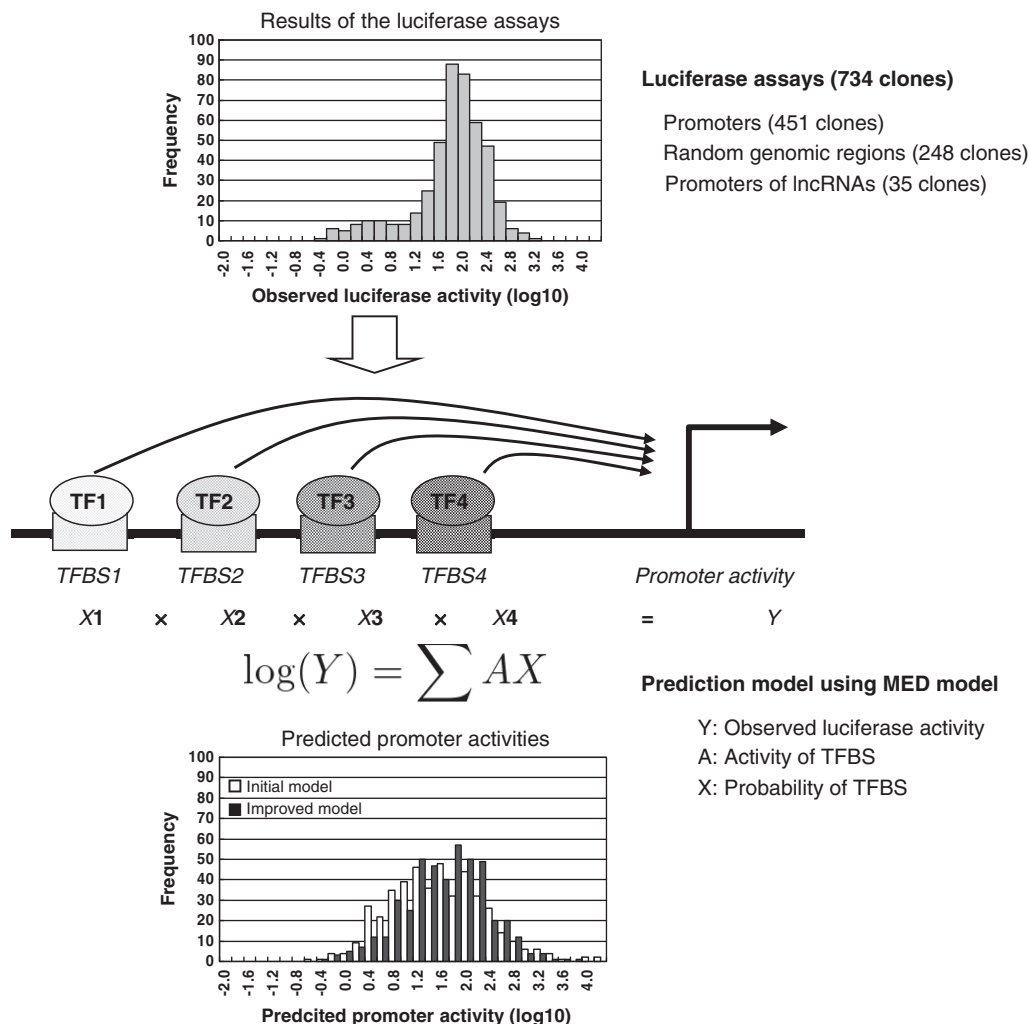 Results of the luciferase assays
100
90
80
70
60
50
40
30
20
10
0
Frequency
-2.0
-1.6
-1.2
-0.8
-0.4
0.0
0.4
0.8
1.2
1.6
2.0
2.4
2.8
3.2
3.6
4.0
Observed luciferase activity (log10)
Luciferase assays (734 clones)
Promoters (451 clones)
Random genomic regions (248 clones)
Promoters of lncRNAs (35 clones)
TF1 TF2 TF3 TF4
TFBS1 TFBS2 TFBS3 TFBS4 Promoter activity
X1 × X2 × X3 × X4 = Y
log(Y) = ∑ AX
Prediction model using MED model
Y: Observed luciferase activity
A: Activity of TFBS
X: Probability of TFBS
Predicted promoter activities
100
90
80
70
60
50
40
30
20
10
0
Frequency
Initial model
Improved model
-2.0
-1.6
-1.2
-0.8
-0.4
0.0
0.4
0.8
1.2
1.6
2.0
2.4
2.8
3.2
3.6
4.0
Predcited promoter activity (log10)